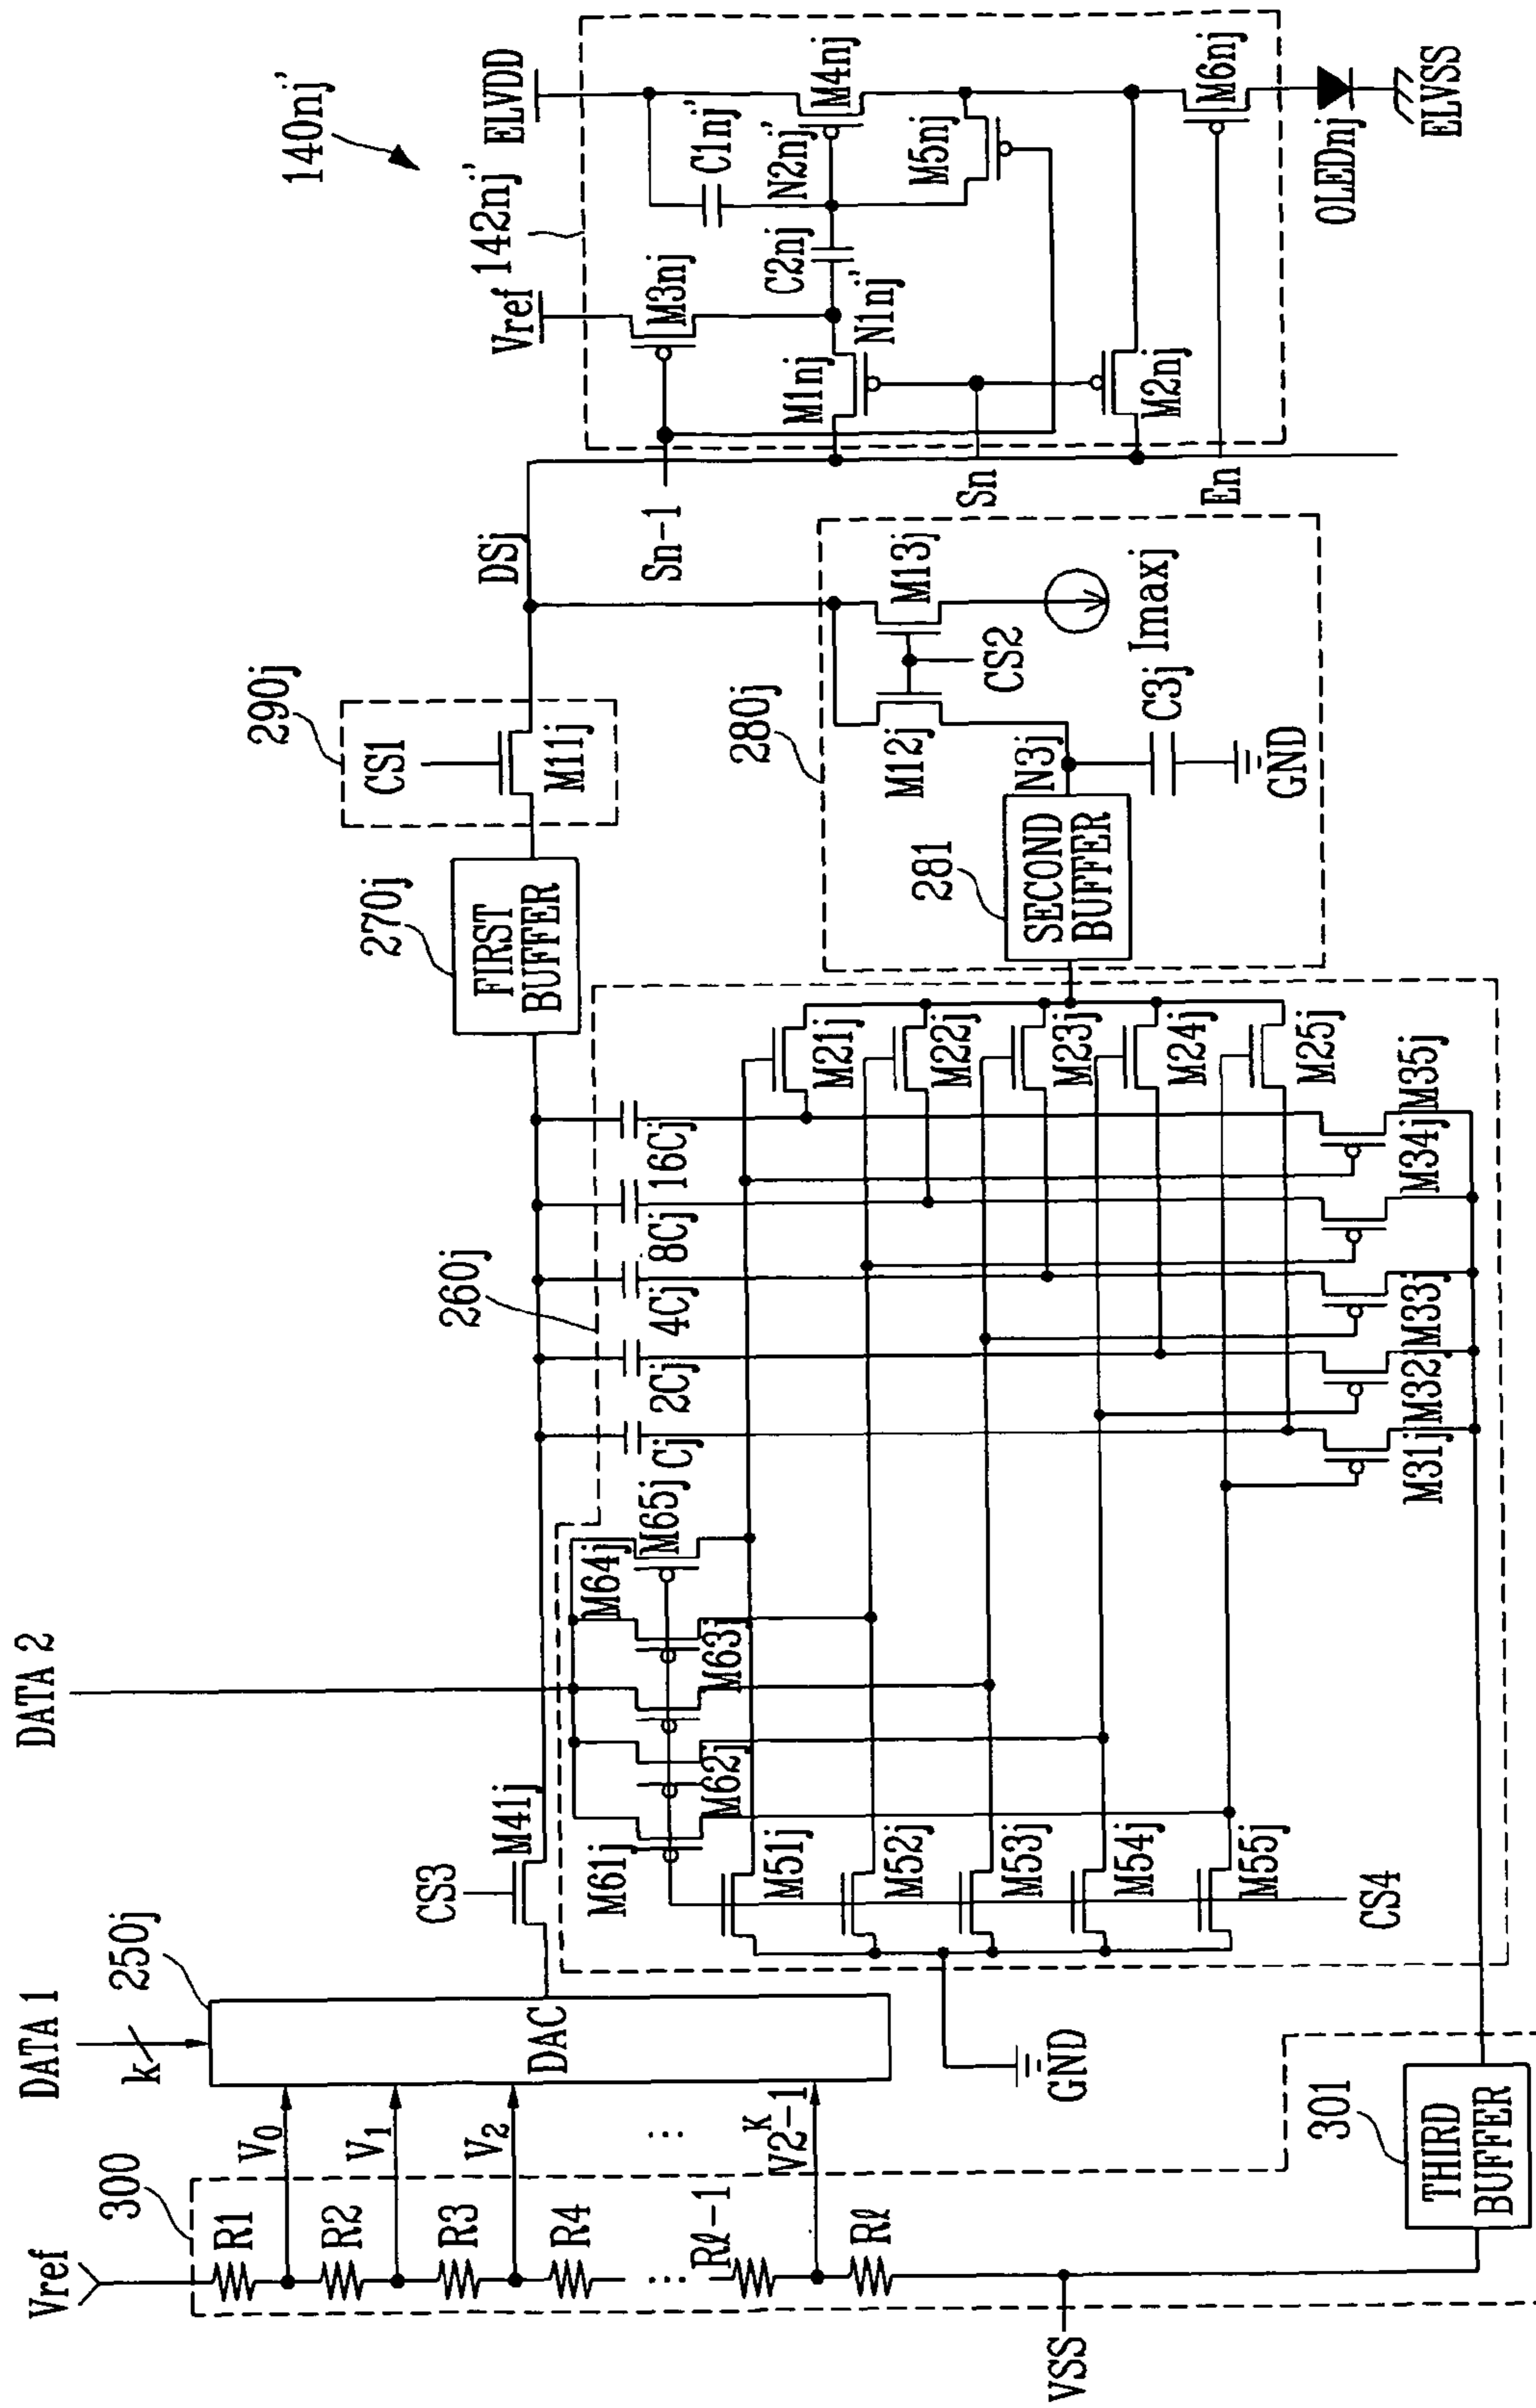 140nj''
142nj''
ELVDD
Vref
C1nj''
M4nj
N2nj''
M3nj
C2nj
M5nj
M1nj
N1nj''
M2nj
M6nj
OLEDnj
ELVSS
Sn-1
Sn
En
DSj
290j
CS1
M11j
270j
FIRST
BUFFER
280j
M13j
M12j
CS2
Imaxj
N3j
C3j
GND
281
SECOND
BUFFER
260j
M21j
M22j
M23j
M24j
M25j
16Cj
8Cj
4Cj
2Cj
Cj
M35j
M34j
M33j
M32j
M31j
DATA 2
M65j
M64j
M63j
M62j
M61j
CS3
M41j
M51j
M52j
M53j
M54j
M55j
CS4
DATA 1
k
250j
DAC
GND
300
Vref
V0
V1
V2
...
V2K-1
R1
R2
R3
R4
...
Rℓ-1
Rℓ
VSS
301
THIRD
BUFFER